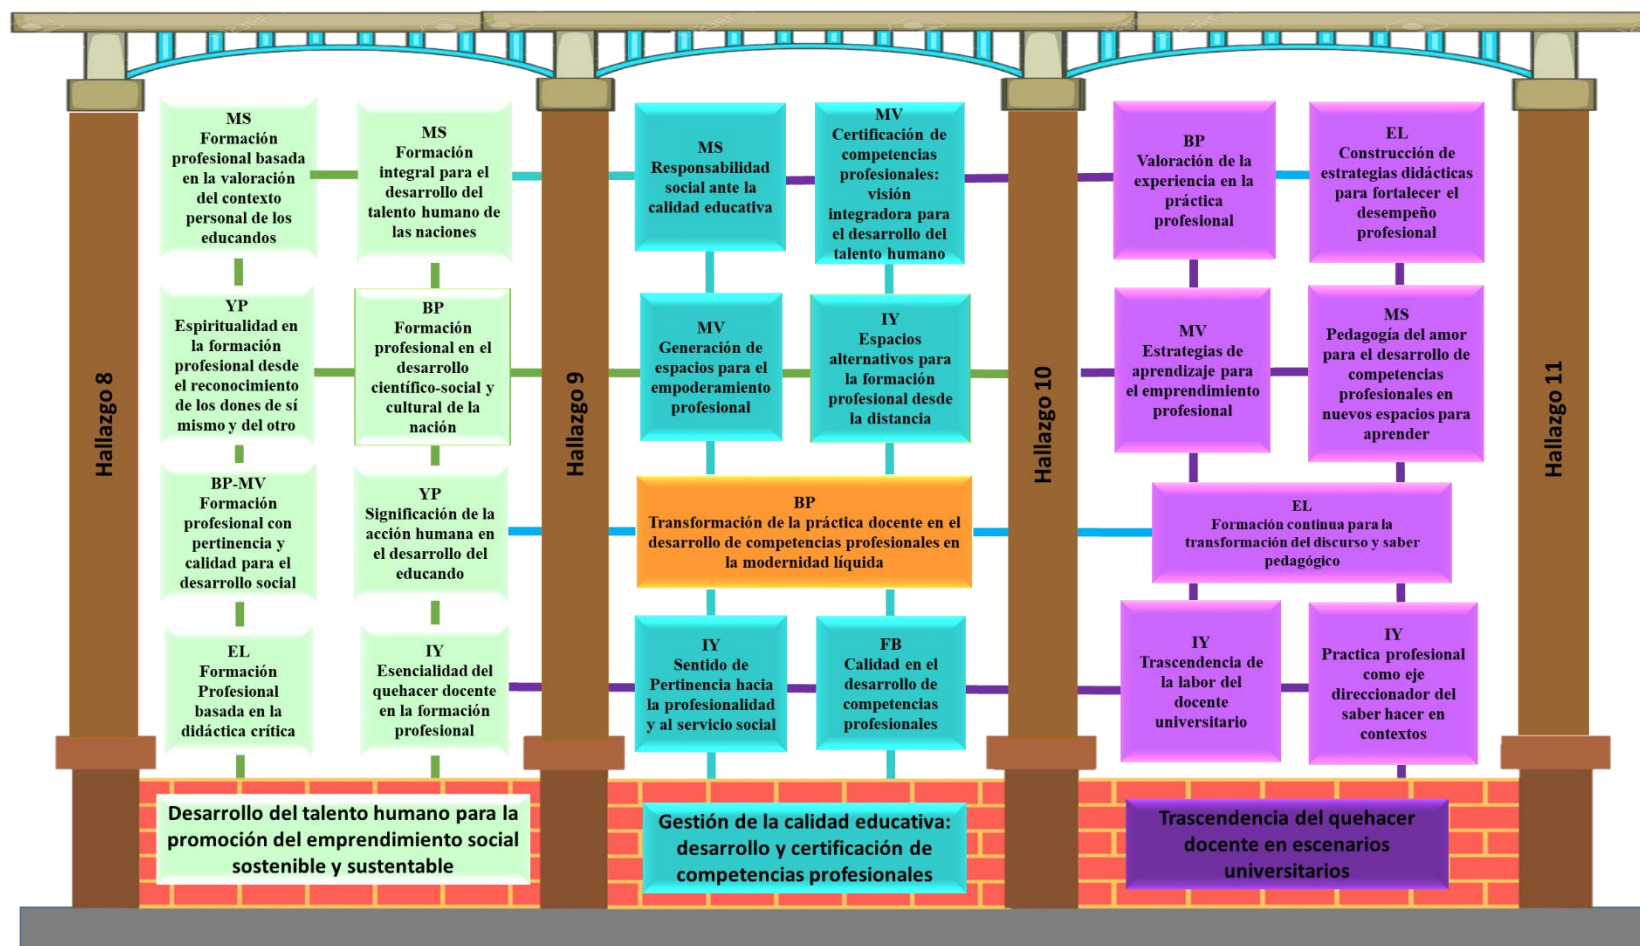 Hallazgo 8
MS
Formación
profesional basada
en la valoración
del contexto
personal de los
educandos
MS
Formación
integral para el
desarrollo del
talento humano de
las naciones
YP
Espiritualidad en
la formación
profesional desde
el reconocimiento
de los dones de sí
mismo y del otro
BP
Formación
profesional en el
desarrollo
científico-social y
cultural de la
nación
BP-MV
Formación
profesional con
pertinencia y
calidad para el
desarrollo social
YP
Significación de la
acción humana en
el desarrollo del
educando
EL
Formación
Profesional
basada en la
didáctica crítica
IY
Esencialidad del
quehacer docente
en la formación
profesional
Desarrollo del talento humano para la
promoción del emprendimiento social
sostenible y sustentable
Hallazgo 9
MS
Responsabilidad
social ante la
calidad educativa
MV
Certificación de
competencias
profesionales:
visión
integradora para
el desarrollo del
talento humano
MV
Generación de
espacios para el
empoderamiento
profesional
IY
Espacios
alternativos para
la formación
profesional desde
la distancia
BP
Transformación de la práctica docente en el
desarrollo de competencias profesionales en
la modernidad líquida
IY
Sentido de
Pertinencia hacia
la profesionalidad
y al servicio social
FB
Calidad en el
desarrollo de
competencias
profesionales
Gestión de la calidad educativa:
desarrollo y certificación de
competencias profesionales
Hallazgo 10
BP
Valoración de la
experiencia en la
práctica
profesional
EL
Construcción de
estrategias didácticas
para fortalecer el
desempeño
profesional
MV
Estrategias de
aprendizaje para
el emprendimiento
profesional
MS
Pedagogía del amor
para el desarrollo de
competencias
profesionales en
nuevos espacios para
aprender
EL
Formación continua para la
transformación del discurso y saber
pedagógico
IY
Trascendencia de
la labor del
docente
universitario
IY
Practica profesional
como eje
direccionador del
saber hacer en
contextos
Trascendencia del quehacer
docente en escenarios
universitarios
Hallazgo 11